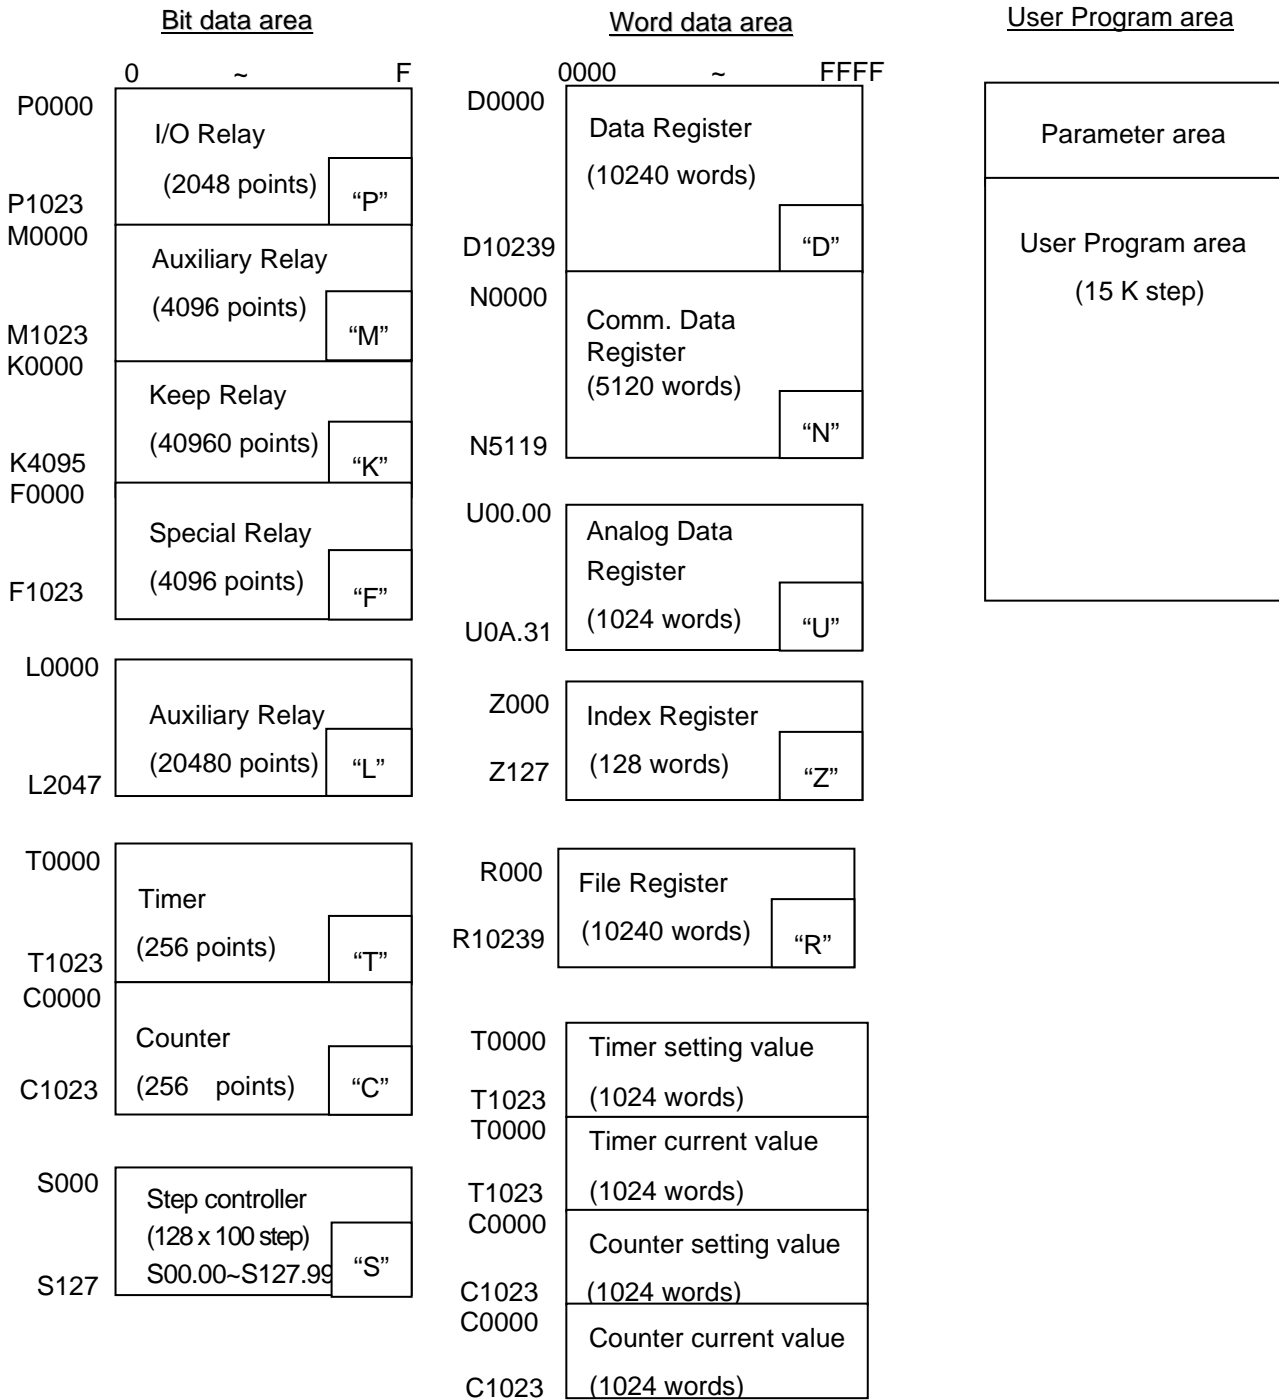 Bit data area
0 ~ F
P0000
I/O Relay
(2048 points)
“P”
P1023
M0000
Auxiliary Relay
(4096 points)
“M”
M1023
K0000
Keep Relay
(40960 points)
“K”
K4095
F0000
Special Relay
(4096 points)
“F”
F1023
L0000
Auxiliary Relay
(20480 points)
“L”
L2047
T0000
Timer
(256 points)
“T”
T1023
C0000
Counter
(256 points)
“C”
C1023
S000
Step controller
(128 x 100 step)
S00.00~S127.99
“S”
S127
Word data area
0000 ~ FFFF
D0000
Data Register
(10240 words)
“D”
D10239
N0000
Comm. Data
Register
(5120 words)
“N”
N5119
U00.00
Analog Data
Register
(1024 words)
“U”
U0A.31
Z000
Index Register
(128 words)
“Z”
Z127
R000
File Register
(10240 words)
“R”
R10239
T0000
Timer setting value
(1024 words)
T1023
T0000
Timer current value
(1024 words)
T1023
C0000
Counter setting value
(1024 words)
C1023
C0000
Counter current value
(1024 words)
C1023
User Program area
Parameter area
User Program area
(15 K step)